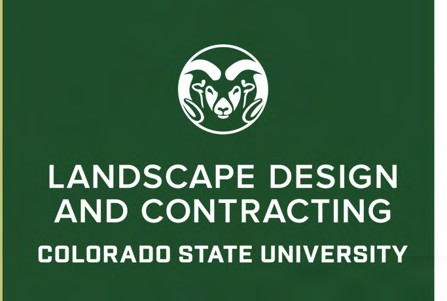 LANDSCAPE DESIGN
AND CONTRACTING
COLORADO STATE UNIVERSITY